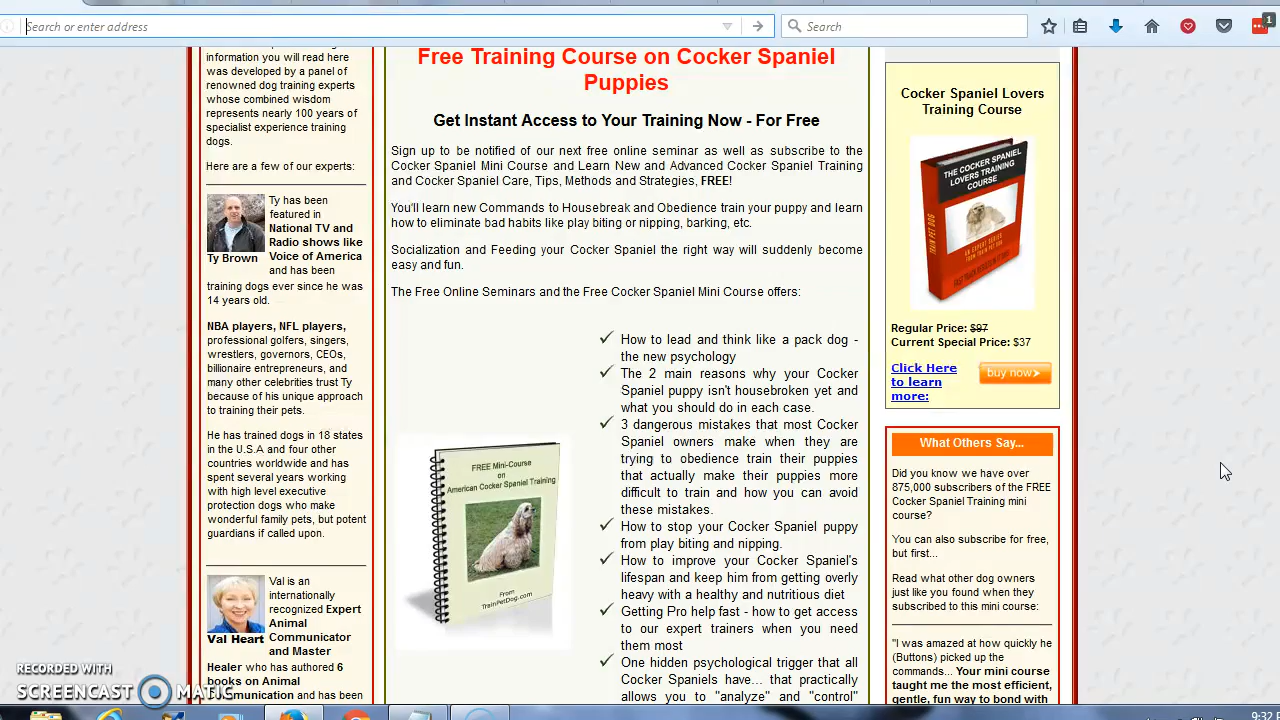 Search or enter address
Search
1
information you will read here
was developed by a panel of
renowned dog training experts
whose combined wisdom
represents nearly 100 years of
specialist experience training
dogs.
Here are a few of our experts:
Ty Brown
Ty has been
featured in
National TV and
Radio shows like
Voice of America
and has been
training dogs ever since he was
14 years old.
NBA players, NFL players,
professional golfers, singers,
wrestlers, governors, CEOs,
billionaire entrepreneurs, and
many other celebrities trust Ty
because of his unique approach
to training their pets.
He has trained dogs in 18 states
in the U.S.A and four other
countries worldwide and has
spent several years working
with high level executive
protection dogs who make
wonderful family pets, but potent
guardians if called upon.
Val Heart
Val is an
internationally
recognized Expert
Animal
Communicator
and Master
Healer who has authored 6
books on Animal
Communication and has been
Free Training Course on Cocker Spaniel
Puppies
Get Instant Access to Your Training Now - For Free
Sign up to be notified of our next free online seminar as well as subscribe to the
Cocker Spaniel Mini Course and Learn New and Advanced Cocker Spaniel Training
and Cocker Spaniel Care, Tips, Methods and Strategies, FREE!
You'll learn new Commands to Housebreak and Obedience train your puppy and learn
how to eliminate bad habits like play biting or nipping, barking, etc.
Socialization and Feeding your Cocker Spaniel the right way will suddenly become
easy and fun.
The Free Online Seminars and the Free Cocker Spaniel Mini Course offers:
FREE Mini-Course
on
American Cocker Spaniel Training
From
TrainPetDog.com
How to lead and think like a pack dog -
the new psychology
The 2 main reasons why your Cocker
Spaniel puppy isn't housebroken yet and
what you should do in each case.
3 dangerous mistakes that most Cocker
Spaniel owners make when they are
trying to obedience train their puppies
that actually make their puppies more
difficult to train and how you can avoid
these mistakes.
How to stop your Cocker Spaniel puppy
from play biting and nipping.
How to improve your Cocker Spaniel's
lifespan and keep him from getting overly
heavy with a healthy and nutritious diet
Getting Pro help fast - how to get access
to our expert trainers when you need
them most
One hidden psychological trigger that all
Cocker Spaniels have... that practically
allows you to "analyze" and "control"
Cocker Spaniel Lovers
Training Course
THE COCKER SPANIEL
LOVERS TRAINING
COURSE
TRAIN PET DOG
AN EXPERT SERIES
FROM TRAIN PET DOG
Regular Price: $97
Current Special Price: $37
Click Here
to learn
more:
buy now
What Others Say...
Did you know we have over
875,000 subscribers of the FREE
Cocker Spaniel Training mini
course?
You can also subscribe for free,
but first...
Read what other dog owners
just like you found when they
subscribed to this mini course:
"I was amazed at how quickly he
(Buttons) picked up the
commands... Your mini course
taught me the most efficient,
gentle, fun way to bond with
RECORDED WITH
SCREENCAST MATIC
9:32